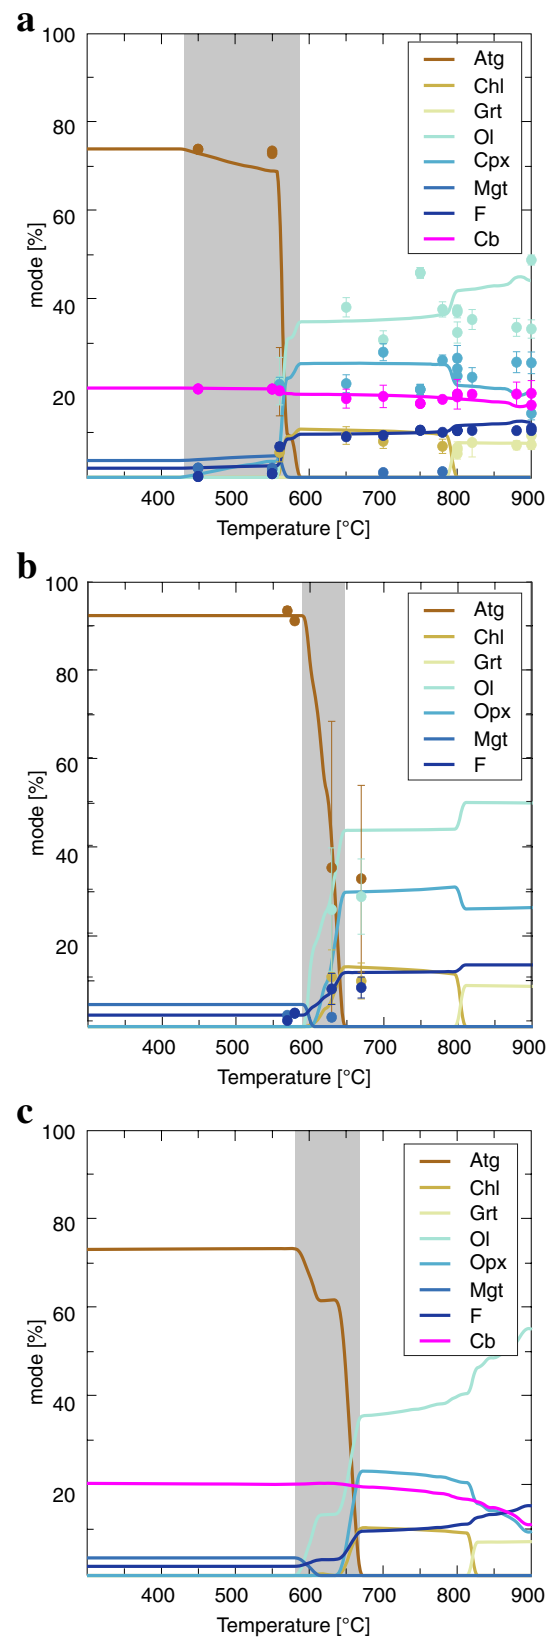 a
100
80
60
40
20
mode [%]
Atg
Chl
Grt
Ol
Cpx
Mgt
F
Cb
400 500 600 700 800 900
Temperature [°C]
b
100
80
60
40
20
mode [%]
Atg
Chl
Grt
Ol
Opx
Mgt
F
400 500 600 700 800 900
Temperature [°C]
c
100
80
60
40
20
mode [%]
Atg
Chl
Grt
Ol
Opx
Mgt
F
Cb
400 500 600 700 800 900
Temperature [°C]